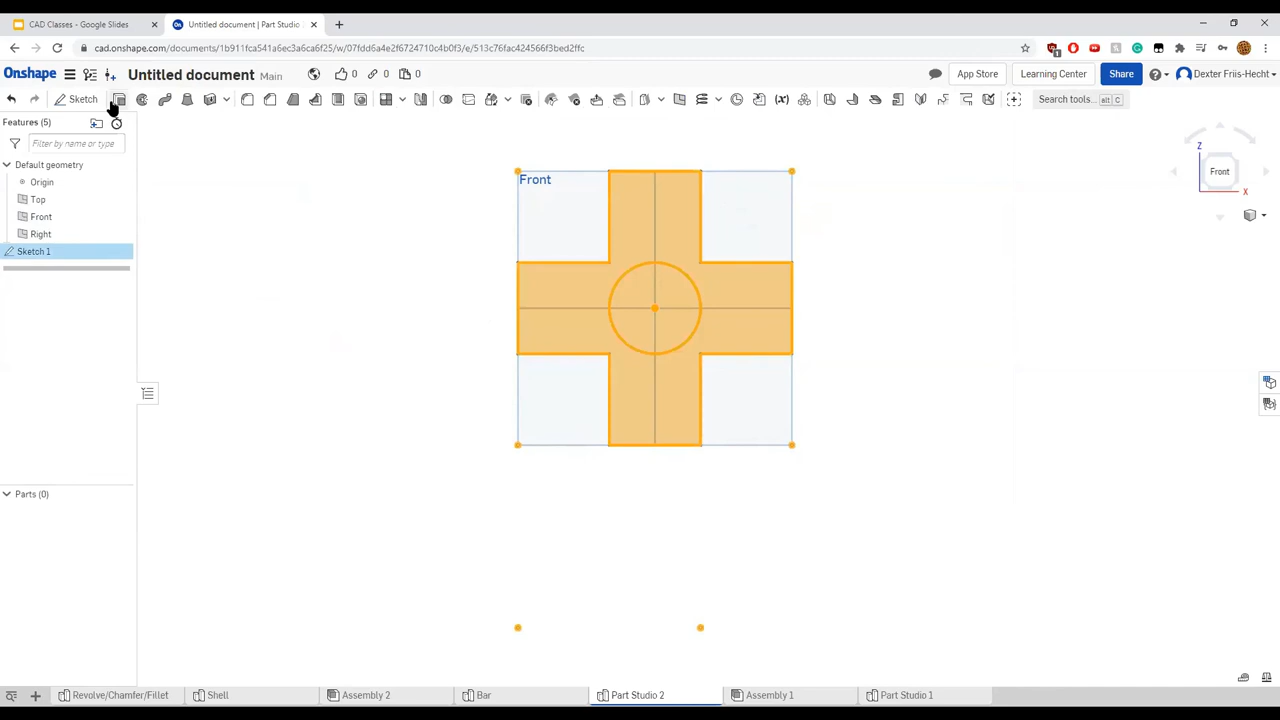 CAD Classes - Google Slides
Untitled document | Part Studio
cad.onshape.com/documents/1b911fca541a6ec3a6ca6f25/w/07fdd6a4e2f6724710c4b0f3/e/513c76fac424566f3bed2ffc
Onshape
Untitled document Main
0
0
0
App Store
Learning Center
Share
Dexter Friis-Hecht
Sketch
Search tools... alt C
Features (5)
Filter by name or type
Default geometry
Origin
Top
Front
Right
Sketch 1
Parts (0)
Front
Z
Front
X
Revolve/Chamfer/Fillet
Shell
Assembly 2
Bar
Part Studio 2
Assembly 1
Part Studio 1